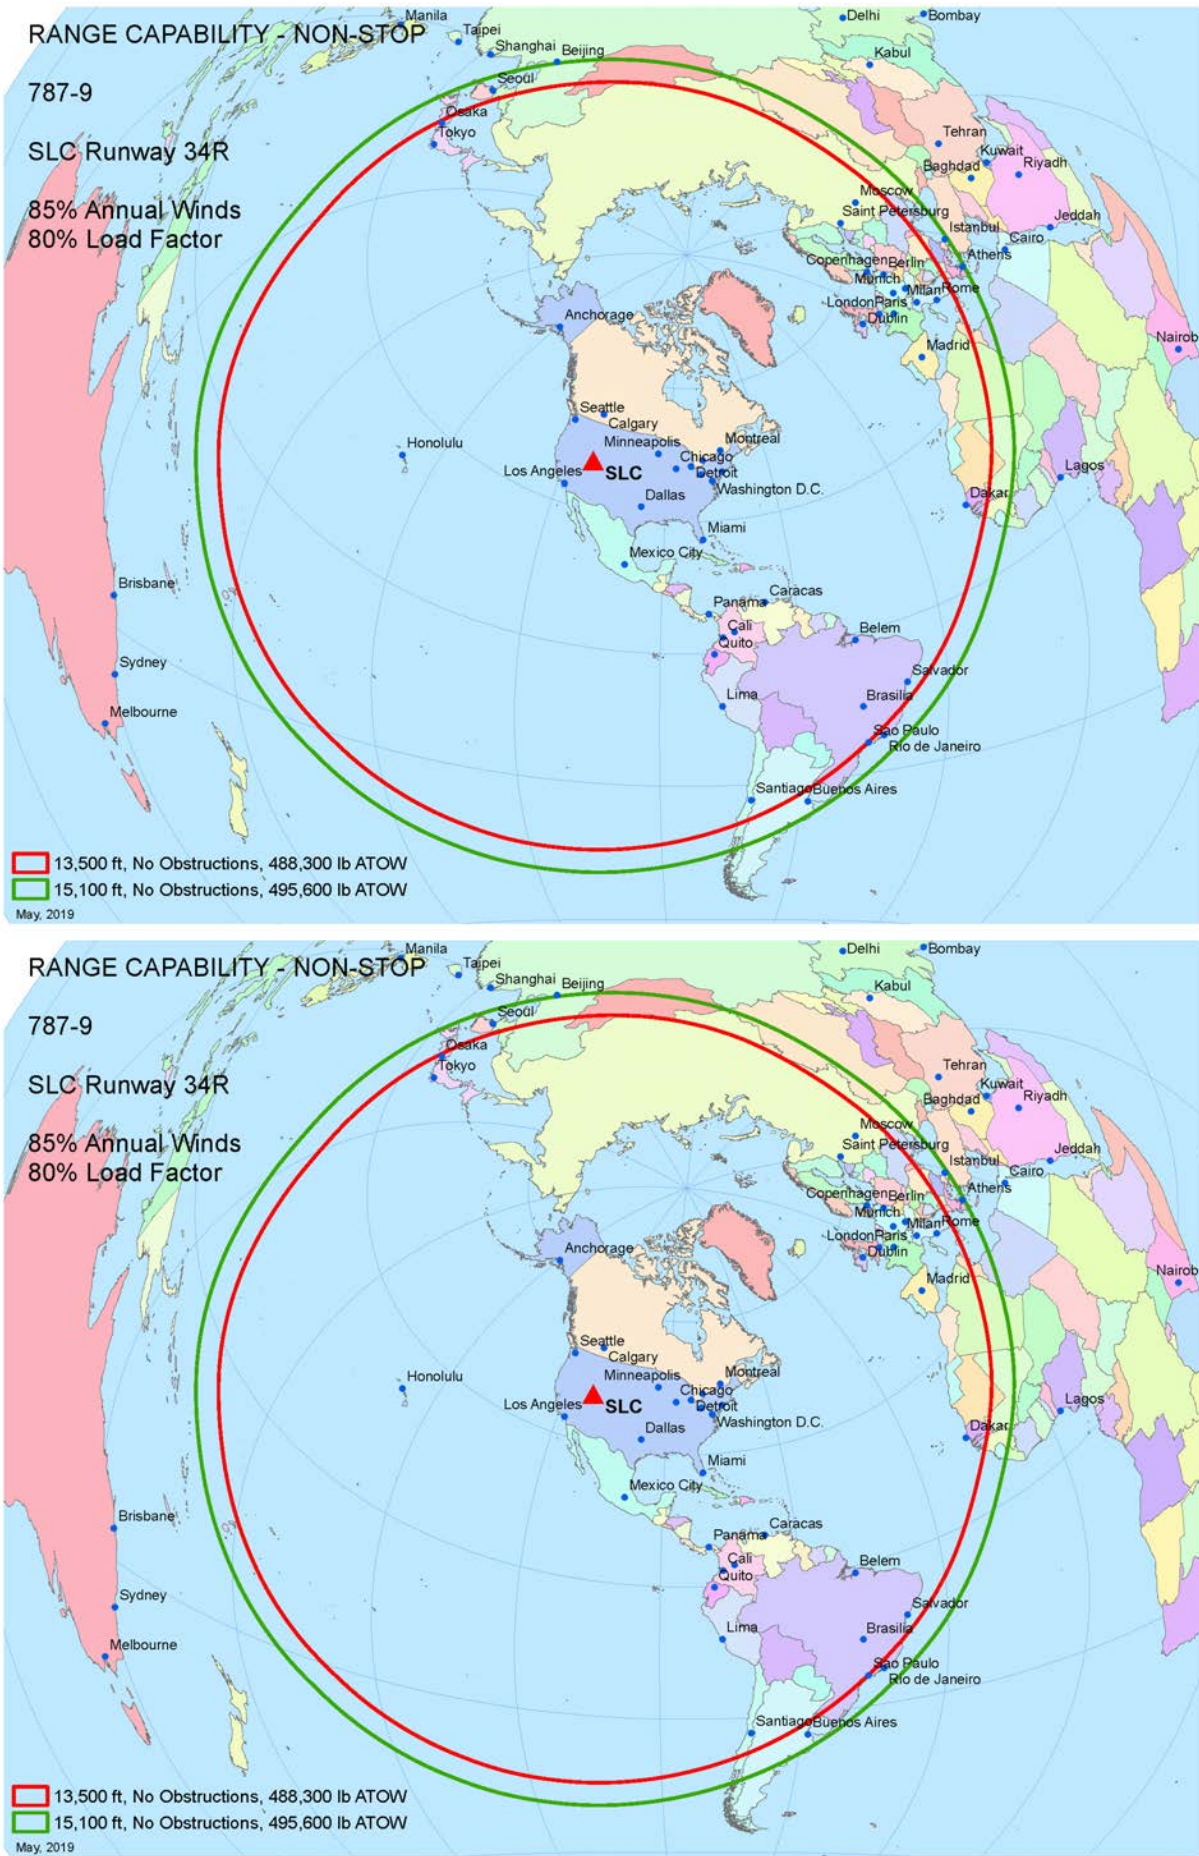 Manila
Delhi
Bombay
RANGE CAPABILITY - NON-STOP
Taipei
Shanghai
Beijing
Kabul
787-9
Seoul
Osaka
Tokyo
Tehran
SLC Runway 34R
Kuwait
Baghdad
Riyadh
Moscow
85% Annual Winds
Saint Petersburg
Jeddah
80% Load Factor
Istanbul
Cairo
Athens
Copenhagen
Berlin
Munich
Milan
Rome
London
Paris
Dublin
Anchorage
Nairob
Madrid
Seattle
Calgary
Honolulu
Minneapolis
Montreal
Chicago
Los Angeles
SLC
Detroit
Lagos
Washington D.C.
Dallas
Dakar
Miami
Mexico City
Brisbane
Caracas
Panama
Cali
Belem
Quito
Sydney
Salvador
Lima
Brasilia
Melbourne
Sao Paulo
Rio de Janeiro
Santiago
Buenos Aires
13,500 ft, No Obstructions, 488,300 lb ATOW
15,100 ft, No Obstructions, 495,600 lb ATOW
May, 2019
Manila
Delhi
Bombay
RANGE CAPABILITY - NON-STOP
Taipei
Shanghai
Beijing
Kabul
787-9
Seoul
Osaka
Tokyo
Tehran
SLC Runway 34R
Kuwait
Baghdad
Riyadh
Moscow
85% Annual Winds
Saint Petersburg
Jeddah
80% Load Factor
Istanbul
Cairo
Athens
Copenhagen
Berlin
Munich
Milan
Rome
London
Paris
Dublin
Anchorage
Nairob
Madrid
Seattle
Calgary
Honolulu
Minneapolis
Montreal
Chicago
Los Angeles
SLC
Detroit
Lagos
Washington D.C.
Dallas
Dakar
Miami
Mexico City
Brisbane
Caracas
Panama
Cali
Belem
Quito
Sydney
Salvador
Lima
Brasilia
Melbourne
Sao Paulo
Rio de Janeiro
Santiago
Buenos Aires
13,500 ft, No Obstructions, 488,300 lb ATOW
15,100 ft, No Obstructions, 495,600 lb ATOW
May, 2019